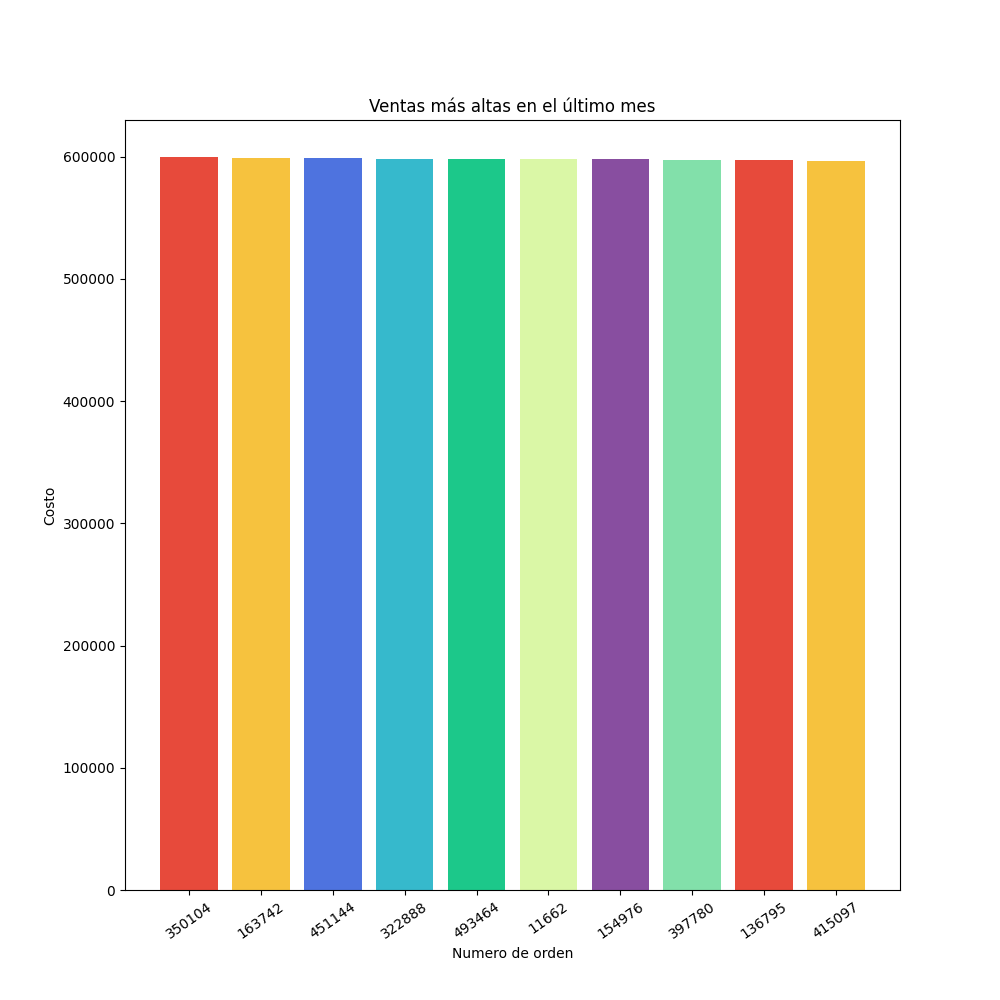 Ventas más altas en el último mes
Costo
600000
500000
400000
300000
200000
100000
0
350104 163742 451144 322888 493464 11662 154976 397780 136795 415097
Numero de orden